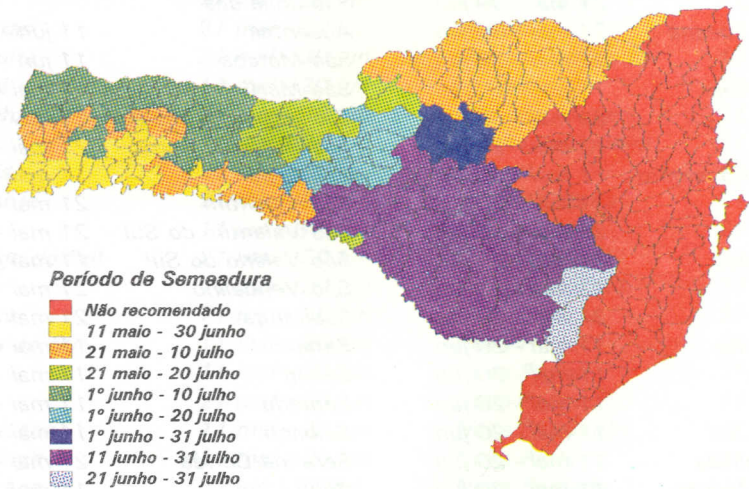 Período de Semeadura
Não recomendado
11 maio - 30 junho
21 maio - 10 julho
21 maio - 20 junho
1º junho - 10 julho
1º junho - 20 julho
1º junho - 31 julho
11 junho - 31 julho
21 junho - 31 julho